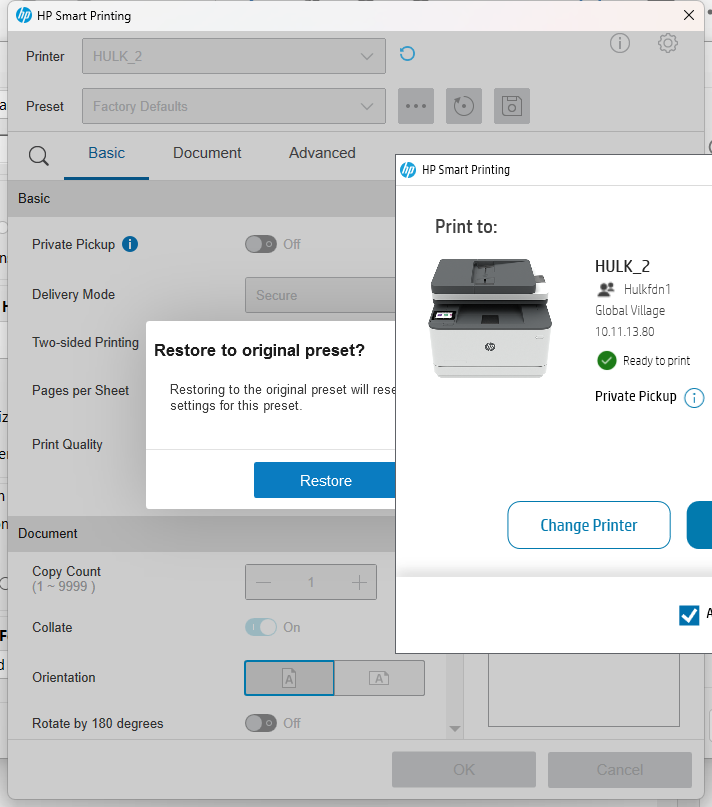 HP Smart Printing
Printer
HULK_2
Preset
Factory Defaults
Basic
Document
Advanced
Basic
Private Pickup
Off
Delivery Mode
Secure
Two-sided Printing
Pages per Sheet
Print Quality
Restore to original preset?
Restoring to the original preset will rese
settings for this preset.
Restore
Document
Copy Count
(1 ~ 9999 )
1
Collate
On
Orientation
Rotate by 180 degrees
Off
OK
Cancel
HP Smart Printing
Print to:
HULK_2
Hulkfdn1
Global Village
10.11.13.80
Ready to print
Private Pickup
Change Printer